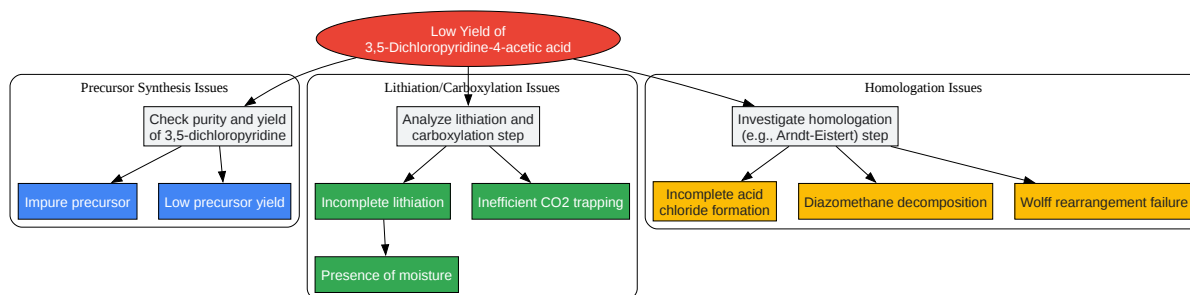 Low Yield of
3,5-Dichloropyridine-4-acetic acid
Precursor Synthesis Issues
Lithiation/Carboxylation Issues
Homologation Issues
Check purity and yield
of 3,5-dichloropyridine
Analyze lithiation and
carboxylation step
Investigate homologation
(e.g., Arndt-Eistert) step
Impure precursor
Low precursor yield
Incomplete lithiation
Inefficient CO2 trapping
Incomplete acid
chloride formation
Diazomethane decomposition
Wolff rearrangement failure
Presence of moisture